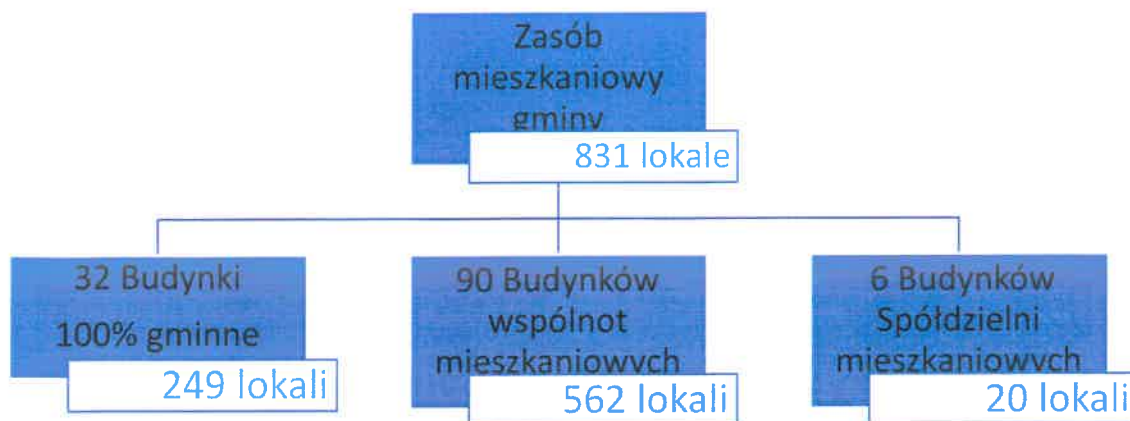 Zasób
mieszkaniowy
gminy
831 lokale
32 Budynki
100% gminne
249 lokali
90 Budynków
wspólnot
mieszkaniowych
562 lokali
6 Budynków
Spółdzielni
mieszkaniowych
20 lokali